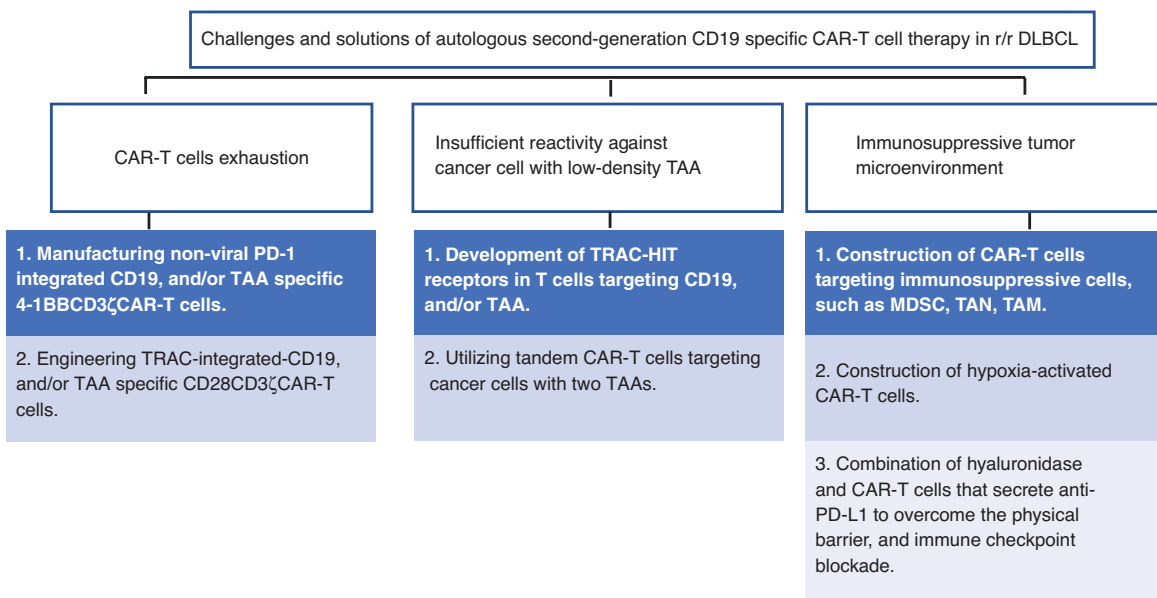 Challenges and solutions of autologous second-generation CD19 specific CAR-T cell therapy in r/r DLBCL
CAR-T cells exhaustion
1. Manufacturing non-viral PD-1
integrated CD19, and/or TAA specific
4-1BBCD3ζCAR-T cells.
2. Engineering TRAC-integrated-CD19,
and/or TAA specific CD28CD3ζCAR-T
cells.
Insufficient reactivity against
cancer cell with low-density TAA
1. Development of TRAC-HIT
receptors in T cells targeting CD19,
and/or TAA.
2. Utilizing tandem CAR-T cells targeting
cancer cells with two TAAs.
Immunosuppressive tumor
microenvironment
1. Construction of CAR-T cells
targeting immunosuppressive cells,
such as MDSC, TAN, TAM.
2. Construction of hypoxia-activated
CAR-T cells.
3. Combination of hyaluronidase
and CAR-T cells that secrete anti-
PD-L1 to overcome the physical
barrier, and immune checkpoint
blockade.